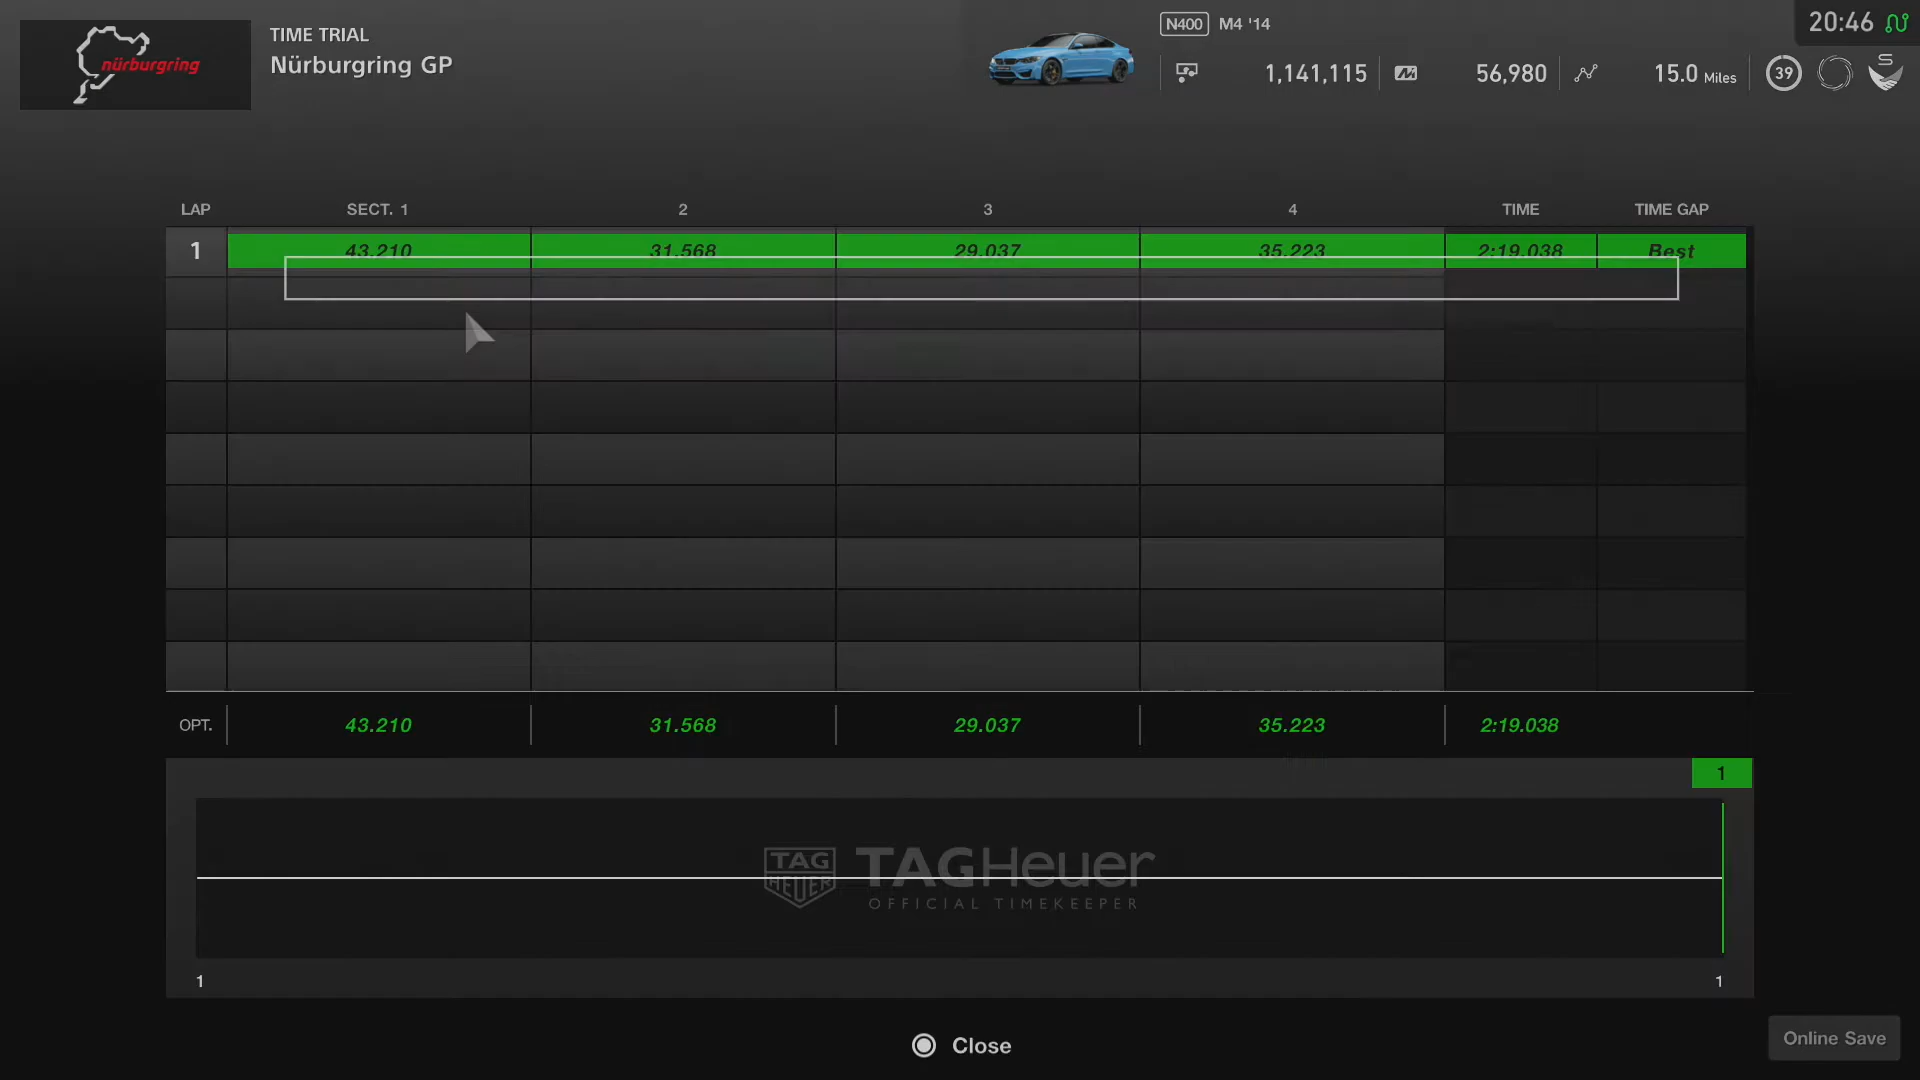 nürburgring
TIME TRIAL
Nürburgring GP
N400 M4 '14
1,141,115 56,980 15.0 Miles 39 S
20:46
LAP SECT. 1 2 3 4 TIME TIME GAP
1 43.210 31.568 29.037 35.223 2:19.038 Best
OPT. 43.210 31.568 29.037 35.223 2:19.038
1
TAG HEUER TAGHeuer
OFFICIAL TIMEKEEPER
1 1
Close
Online Save